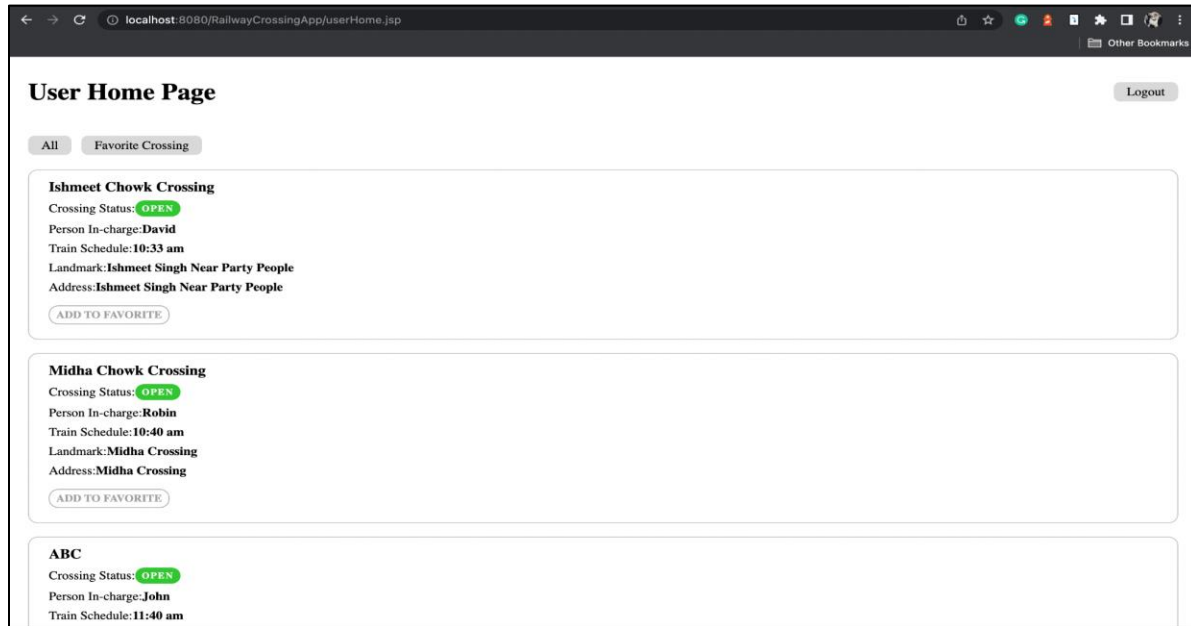 localhost:8080/RailwayCrossingApp/userHome.jsp
Other Bookmarks
User Home Page
Logout
All Favorite Crossing
Ishmeet Chowk Crossing
Crossing Status:OPEN
Person In-charge:David
Train Schedule:10:33 am
Landmark:Ishmeet Singh Near Party People
Address:Ishmeet Singh Near Party People
ADD TO FAVORITE
Midha Chowk Crossing
Crossing Status:OPEN
Person In-charge:Robin
Train Schedule:10:40 am
Landmark:Midha Crossing
Address:Midha Crossing
ADD TO FAVORITE
ABC
Crossing Status:OPEN
Person In-charge:John
Train Schedule:11:40 am